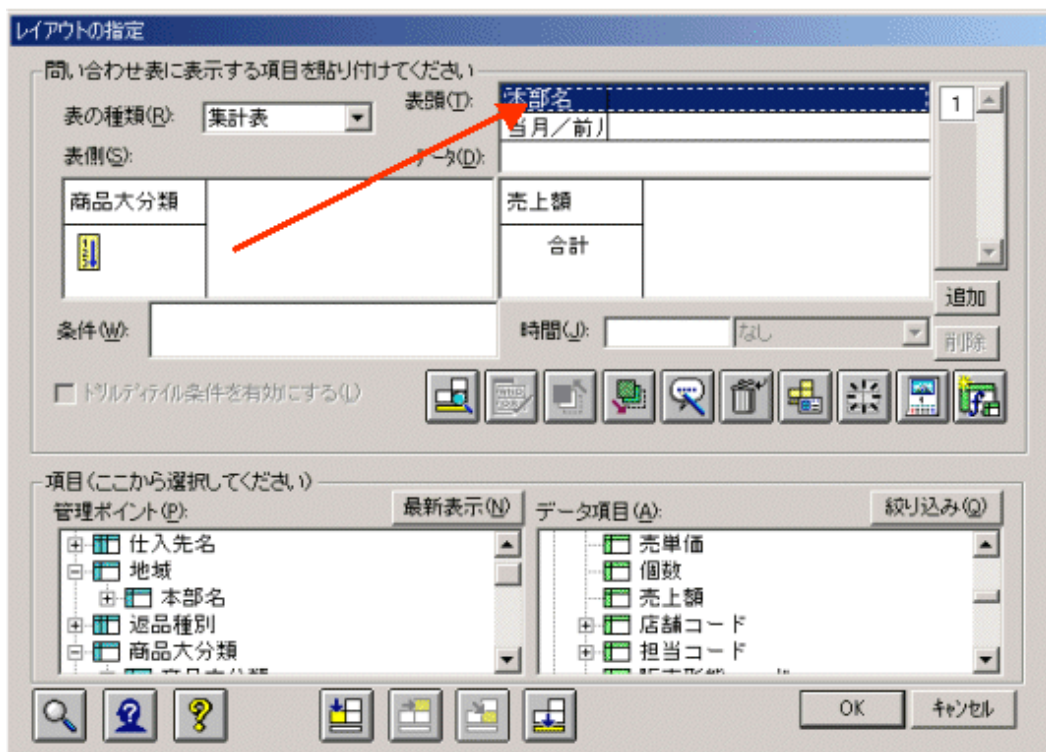 レイアウトの指定
問い合わせ表に表示する項目を貼り付けてください
表の種類(R):
集計表
表頭(T):
本部名
1
当月/前
表側(S):
データ(D):
商品大分類
売上額
合計
追加
条件(W):
時間(J):
なし
削除
ドリルディテイル条件を有効にする(L)
項目(ここから選択してください)
管理ポイント(P):
最新表示(N)
データ項目(A):
絞り込み(Q)
仕入先名
地域
本部名
返品種別
商品大分類
売単価
個数
売上額
店舗コード
担当コード
OK
キャンセル